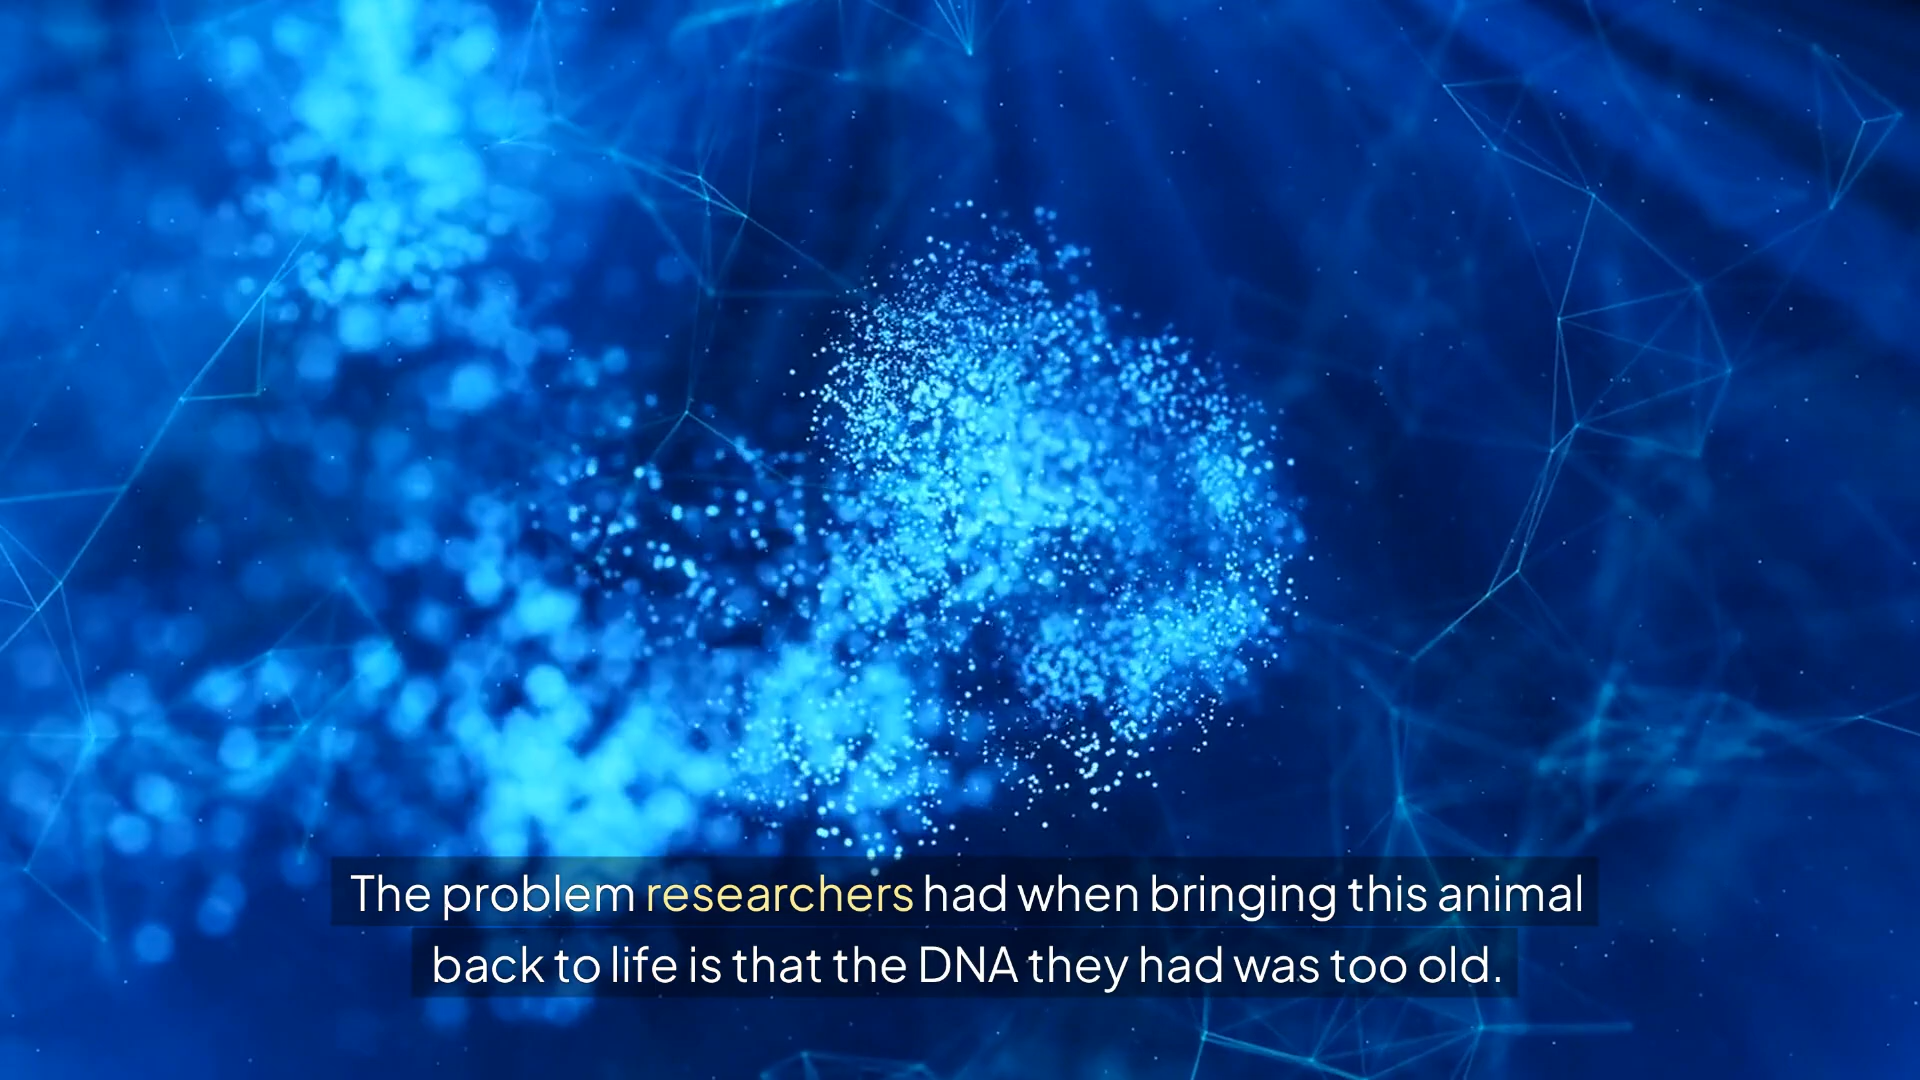 The problem researchers had when bringing this animal
back to life is that the DNA they had was too old.